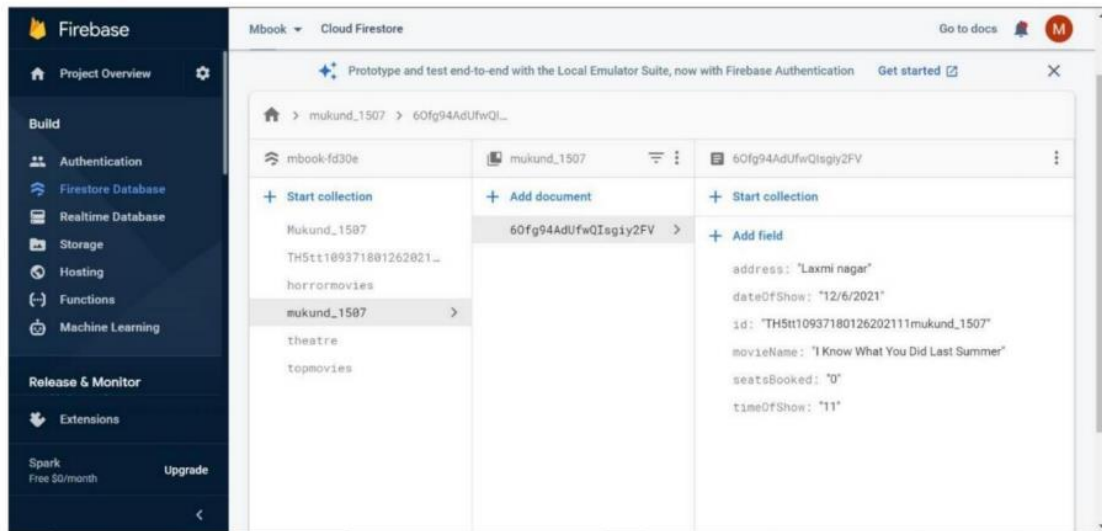 Firebase
Project Overview
Build
Authentication
Firestore Database
Realtime Database
Storage
Hosting
Functions
Machine Learning
Release & Monitor
Extensions
Spark
Free $0/month
Upgrade
Mbook
Cloud Firestore
Go to docs
M
Prototype and test end-to-end with the Local Emulator Suite, now with Firebase Authentication Get started
mukund_1507 > 6Ofg94AdUfwQI...
mbook-fd30e
+ Start collection
Mukund_1507
TH5tt109371801262021...
horrormovies
mukund_1507
theatre
topmovies
mukund_1507
+ Add document
6Ofg94AdUfwQIsgiy2FV
6Ofg94AdUfwQIsgiy2FV
+ Start collection
+ Add field
address: "Laxmi nagar"
dateOfShow: "12/6/2021"
id: "TH5tt10937180126202111mukund_1507"
movieName: "I Know What You Did Last Summer"
seatsBooked: "0"
timeOfShow: "11"